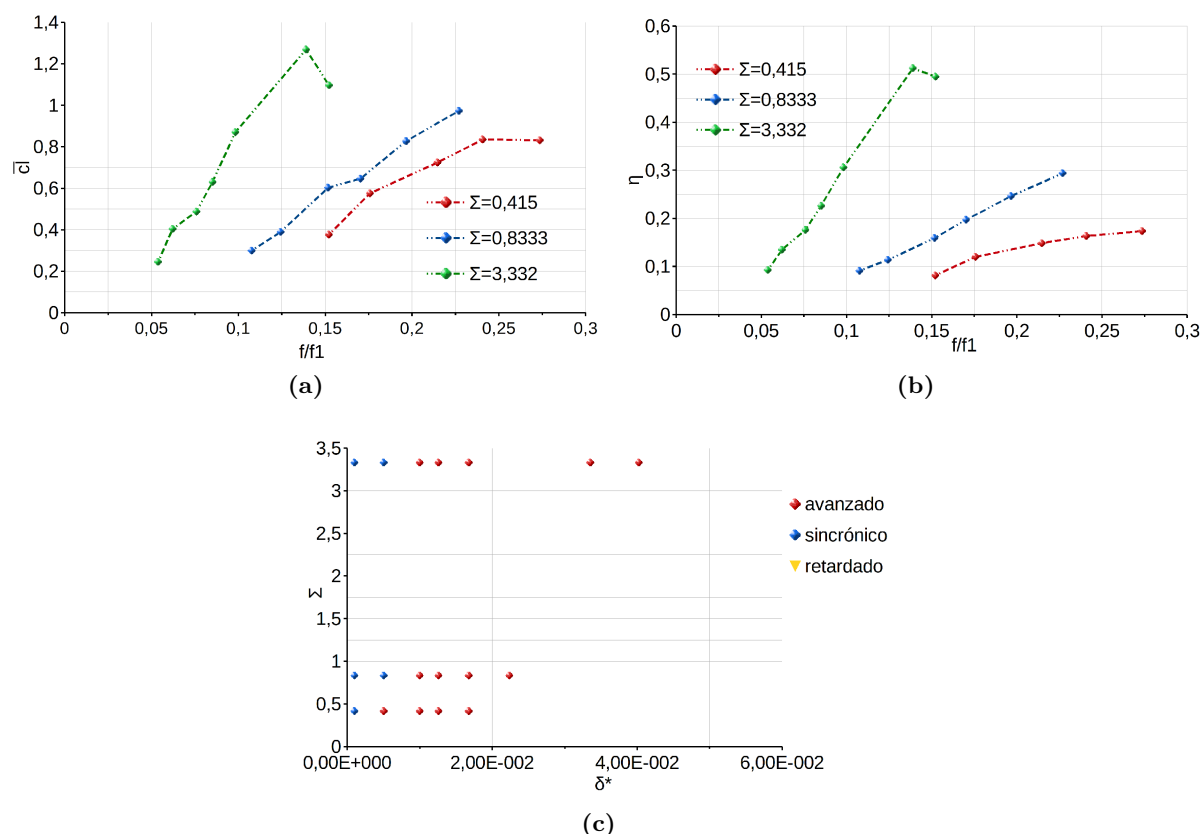 1,4
1,2
1
0,8
0,6
0,4
0,2
0
cl
Σ=0,415
Σ=0,8333
Σ=3,332
0 0,05 0,1 0,15 0,2 0,25 0,3
f/f1
(a)
0,6
0,5
0,4
0,3
0,2
0,1
0
η
Σ=0,415
Σ=0,8333
Σ=3,332
0 0,05 0,1 0,15 0,2 0,25 0,3
f/f1
(b)
3,5
3
2,5
2
1,5
1
0,5
0
Σ
avanzado
sincrónico
retardado
0,00E+000 2,00E-002 4,00E-002 6,00E-002
δ*
(c)